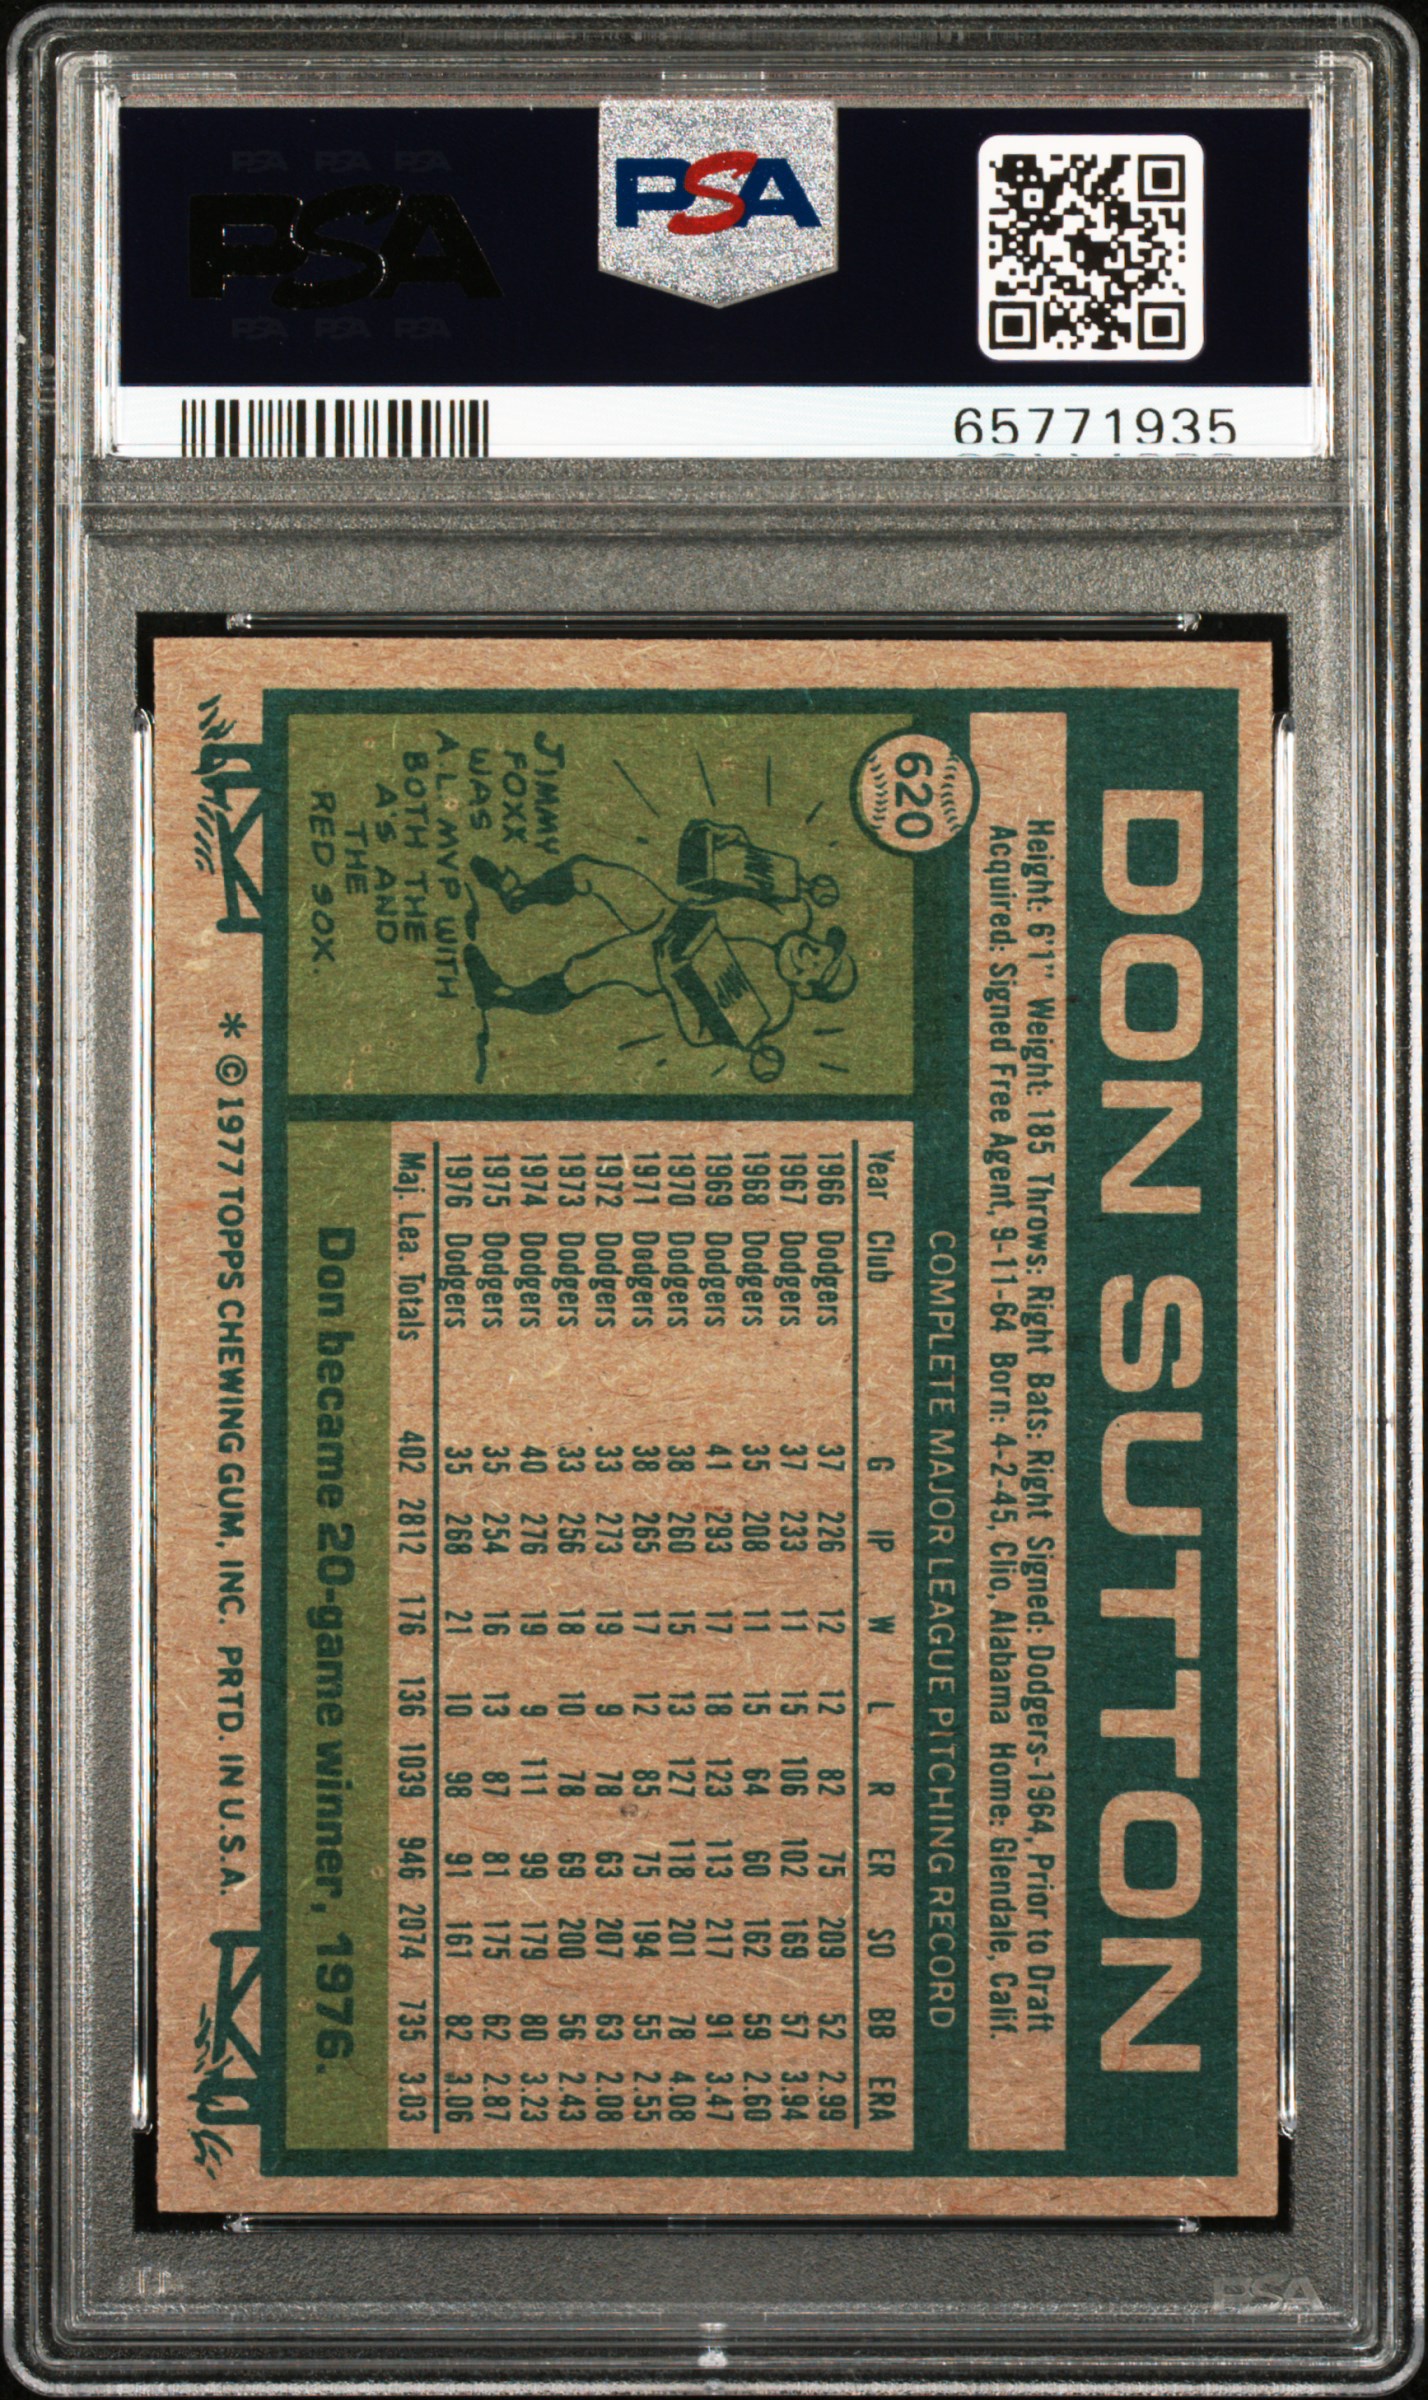 PSA PSA PSA
PSA
PSA PSA PSA
PSA
65771935
DON SUTTON
Height: 6'1" Weight: 185 Throws: Right Bats: Right Signed: Dodgers-1964, Prior to Draft
Acquired: Signed Free Agent, 9-11-64 Born: 4-2-45, Clio, Alabama Home: Glendale, Calif.
620
COMPLETE MAJOR LEAGUE PITCHING RECORD
MVP
MVP
JIMMY
FOXX
WAS
A.L. MVP WITH
BOTH THE
A'S AND
THE
RED SOX.
Year Club G IP W L R ER SO BB ERA
1966 Dodgers 37 226 12 12 82 75 209 52 2.99
1967 Dodgers 37 233 11 15 106 102 169 57 3.94
1968 Dodgers 35 208 11 15 64 60 162 59 2.60
1969 Dodgers 41 293 17 18 123 113 217 91 3.47
1970 Dodgers 38 260 15 13 127 118 201 78 4.08
1971 Dodgers 38 265 17 12 85 75 194 55 2.55
1972 Dodgers 33 273 19 9 78 63 207 63 2.08
1973 Dodgers 33 256 18 10 78 69 200 56 2.43
1974 Dodgers 40 276 19 9 111 99 179 80 3.23
1975 Dodgers 35 254 16 13 87 81 175 62 2.87
1976 Dodgers 35 268 21 10 98 91 161 82 3.06
Maj. Lea. Totals 402 2812 176 136 1039 946 2074 735 3.03
Don became 20-game winner, 1976.
* © 1977 TOPPS CHEWING GUM, INC. PRTD. IN U.S.A.
PSA